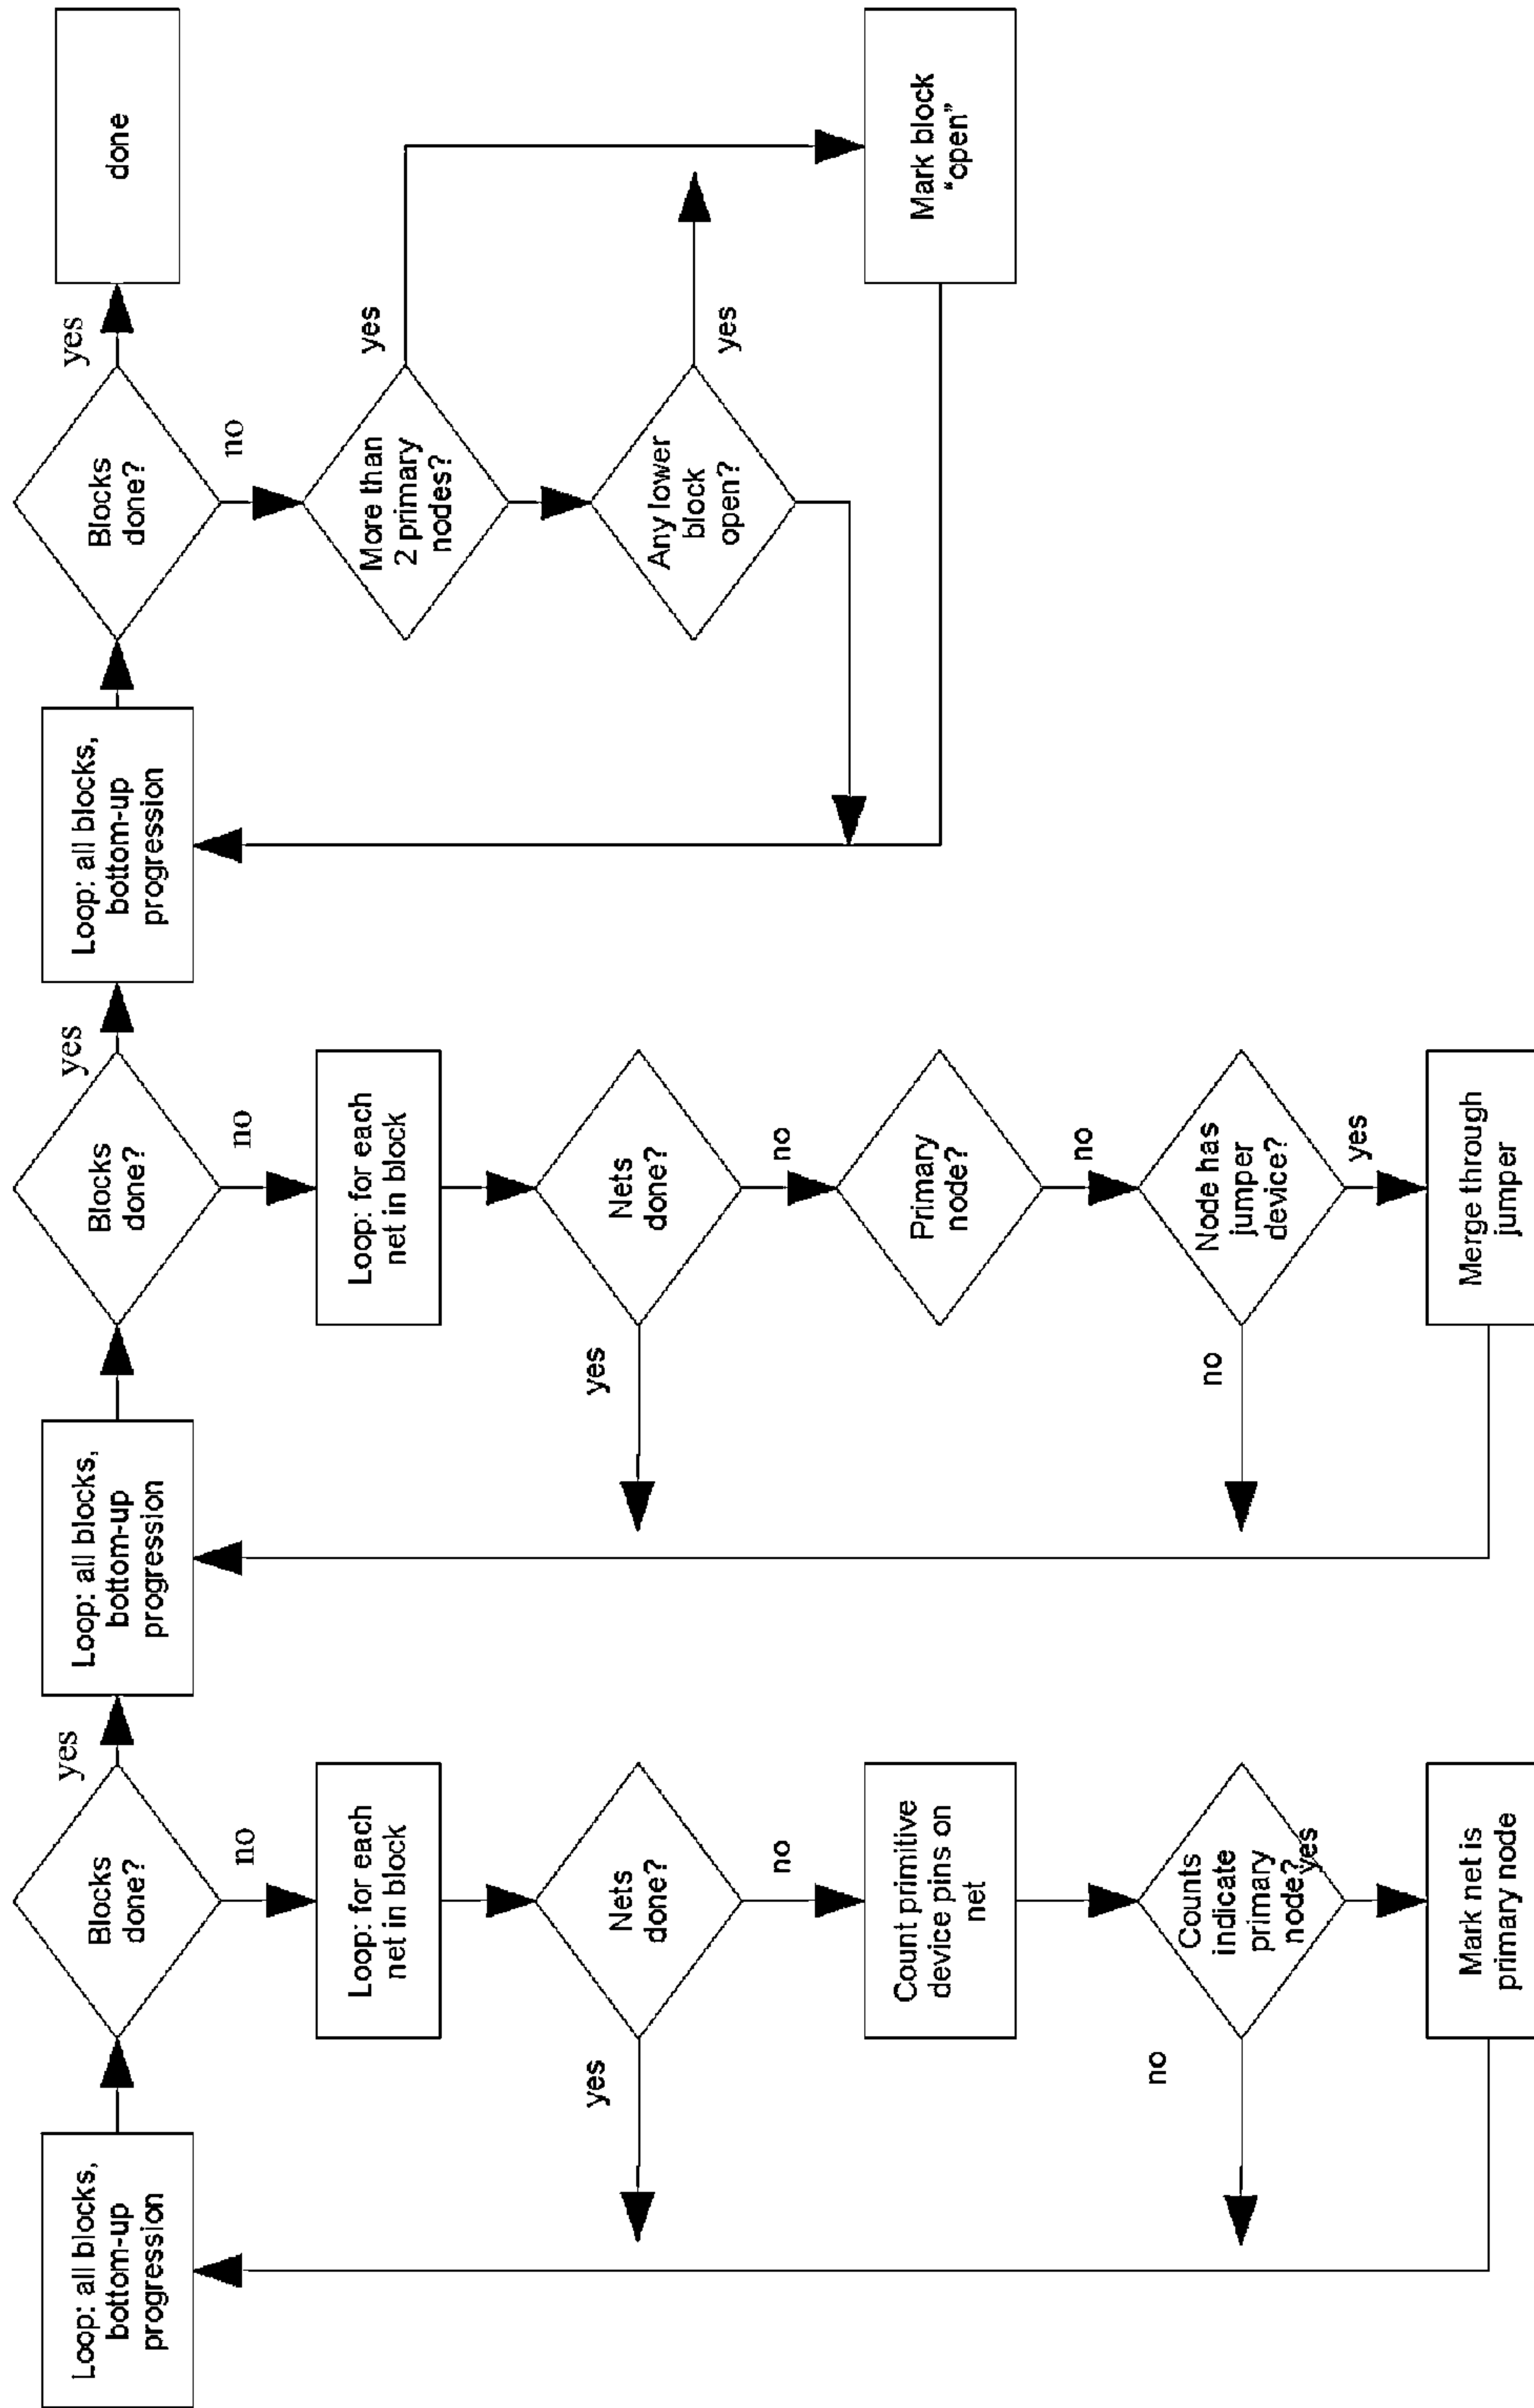 Loop: all blocks,
bottom-up
progression
Blocks
done?
yes
no
Loop: for each
net in block
Nets
done?
yes
no
Count primitive
device pins on
net
Counts
indicate
primary
node?
yes
no
Mark net is
primary node
Loop: all blocks,
bottom-up
progression
Blocks
done?
yes
no
Loop: for each
net in block
Nets
done?
yes
no
Primary
node?
no
Node has
jumper
device?
no
yes
Merge through
jumper
Loop: all blocks,
bottom-up
progression
Blocks
done?
yes
no
done
More than
2 primary
nodes?
yes
Any lower
block
open?
yes
Mark block
“open”